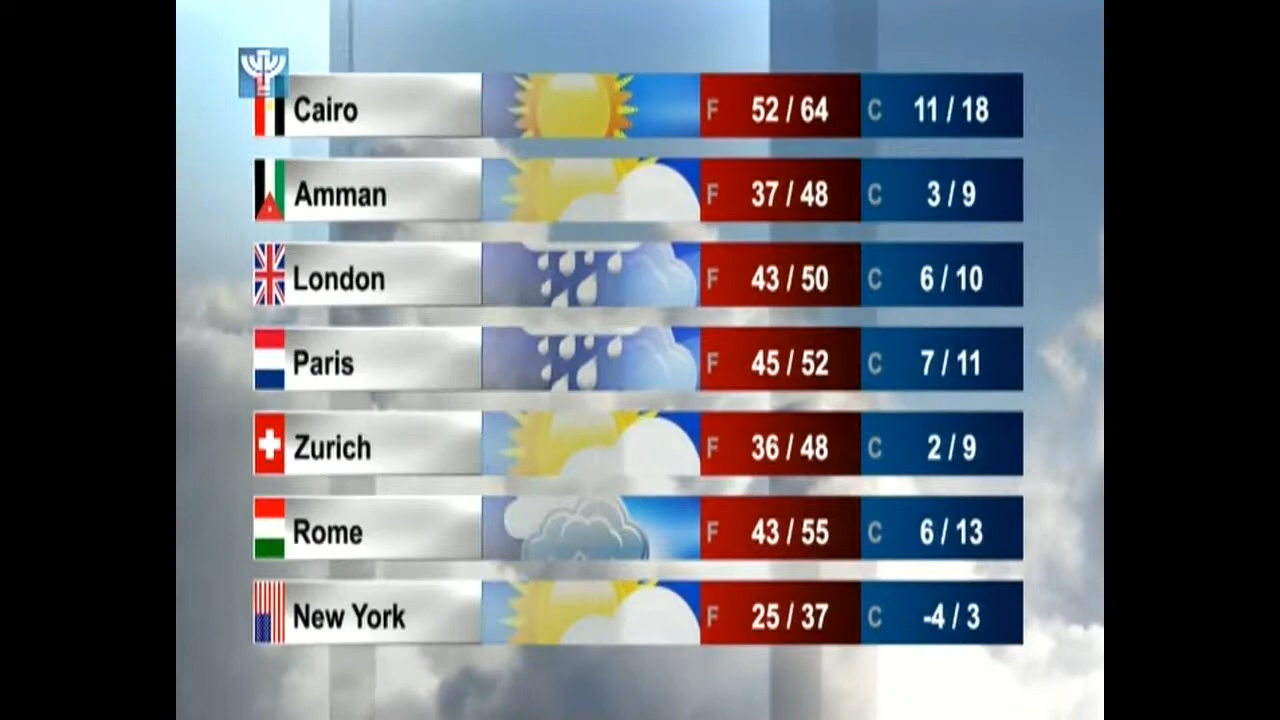 Cairo F 52 / 64 C 11 / 18
Amman F 37 / 48 C 3 / 9
London F 43 / 50 C 6 / 10
Paris F 45 / 52 C 7 / 11
Zurich F 36 / 48 C 2 / 9
Rome F 43 / 55 C 6 / 13
New York F 25 / 37 C -4 / 3